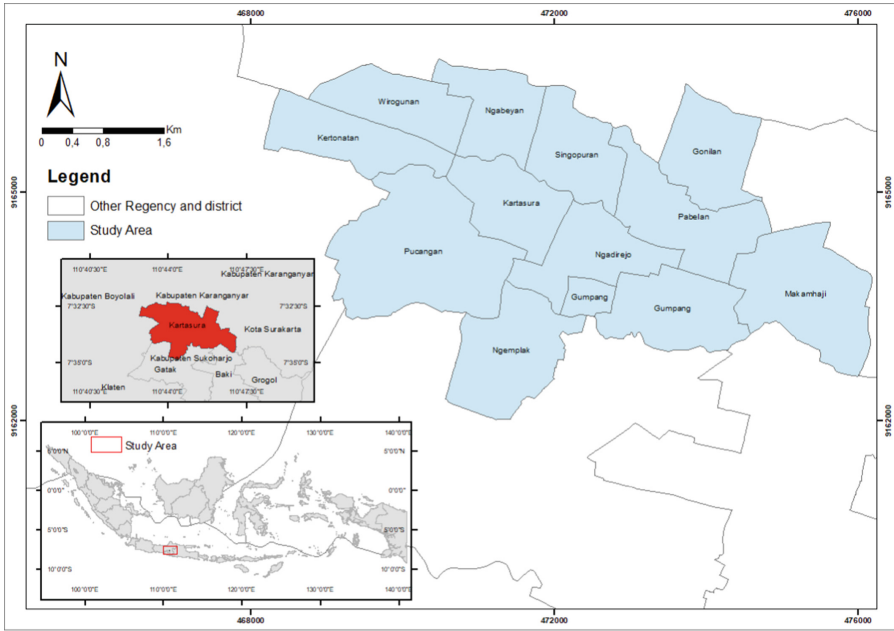 468000
472000
476000
N
Km
0 0,4 0,8 1,6
Legend
Other Regency and district
Study Area
Wirogunan
Ngabeyan
Kertonatan
Singopuran
Gonilan
Kartasura
Pabelan
Pucangan
Ngadirejo
Makamhaji
Gumpang
Gumpang
Ngemplak
9165000
9165000
9162000
9162000
110°40'30"E 110°44'0"E 110°47'30"E
Kabupaten Karanganyar
Kabupaten Boyolali Kabupaten Karanganyar
7°32'30"S 7°32'30"S
Kartasura
Kota Surakarta
7°35'0"S 7°35'0"S
Kabupaten Sukoharjo
Gatak
Baki
Grogol
Klaten
110°40'30"E 110°44'0"E 110°47'30"E
100°0'0"E 110°0'0"E 120°0'0"E 130°0'0"E 140°0'0"E
Study Area
5°0'0"N 5°0'0"N
0°0'0" 0°0'0"
5°0'0"S 5°0'0"S
10°0'0"S 10°0'0"S
100°0'0"E 110°0'0"E 120°0'0"E 130°0'0"E 140°0'0"E
468000
472000
476000